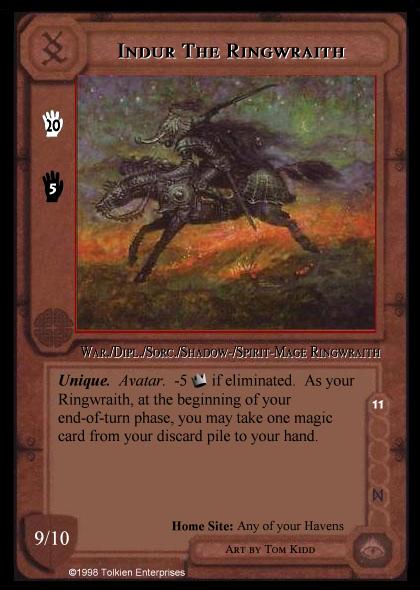 Indur The Ringwraith
20
5
War./Dipl./Sorc./Shadow-/Spirit-Mage Ringwraith
Unique. Avatar. -5 if eliminated. As your
Ringwraith, at the beginning of your
end-of-turn phase, you may take one magic
card from your discard pile to your hand.
11
Home Site: Any of your Havens
9/10
Art by Tom Kidd
©1998 Tolkien Enterprises